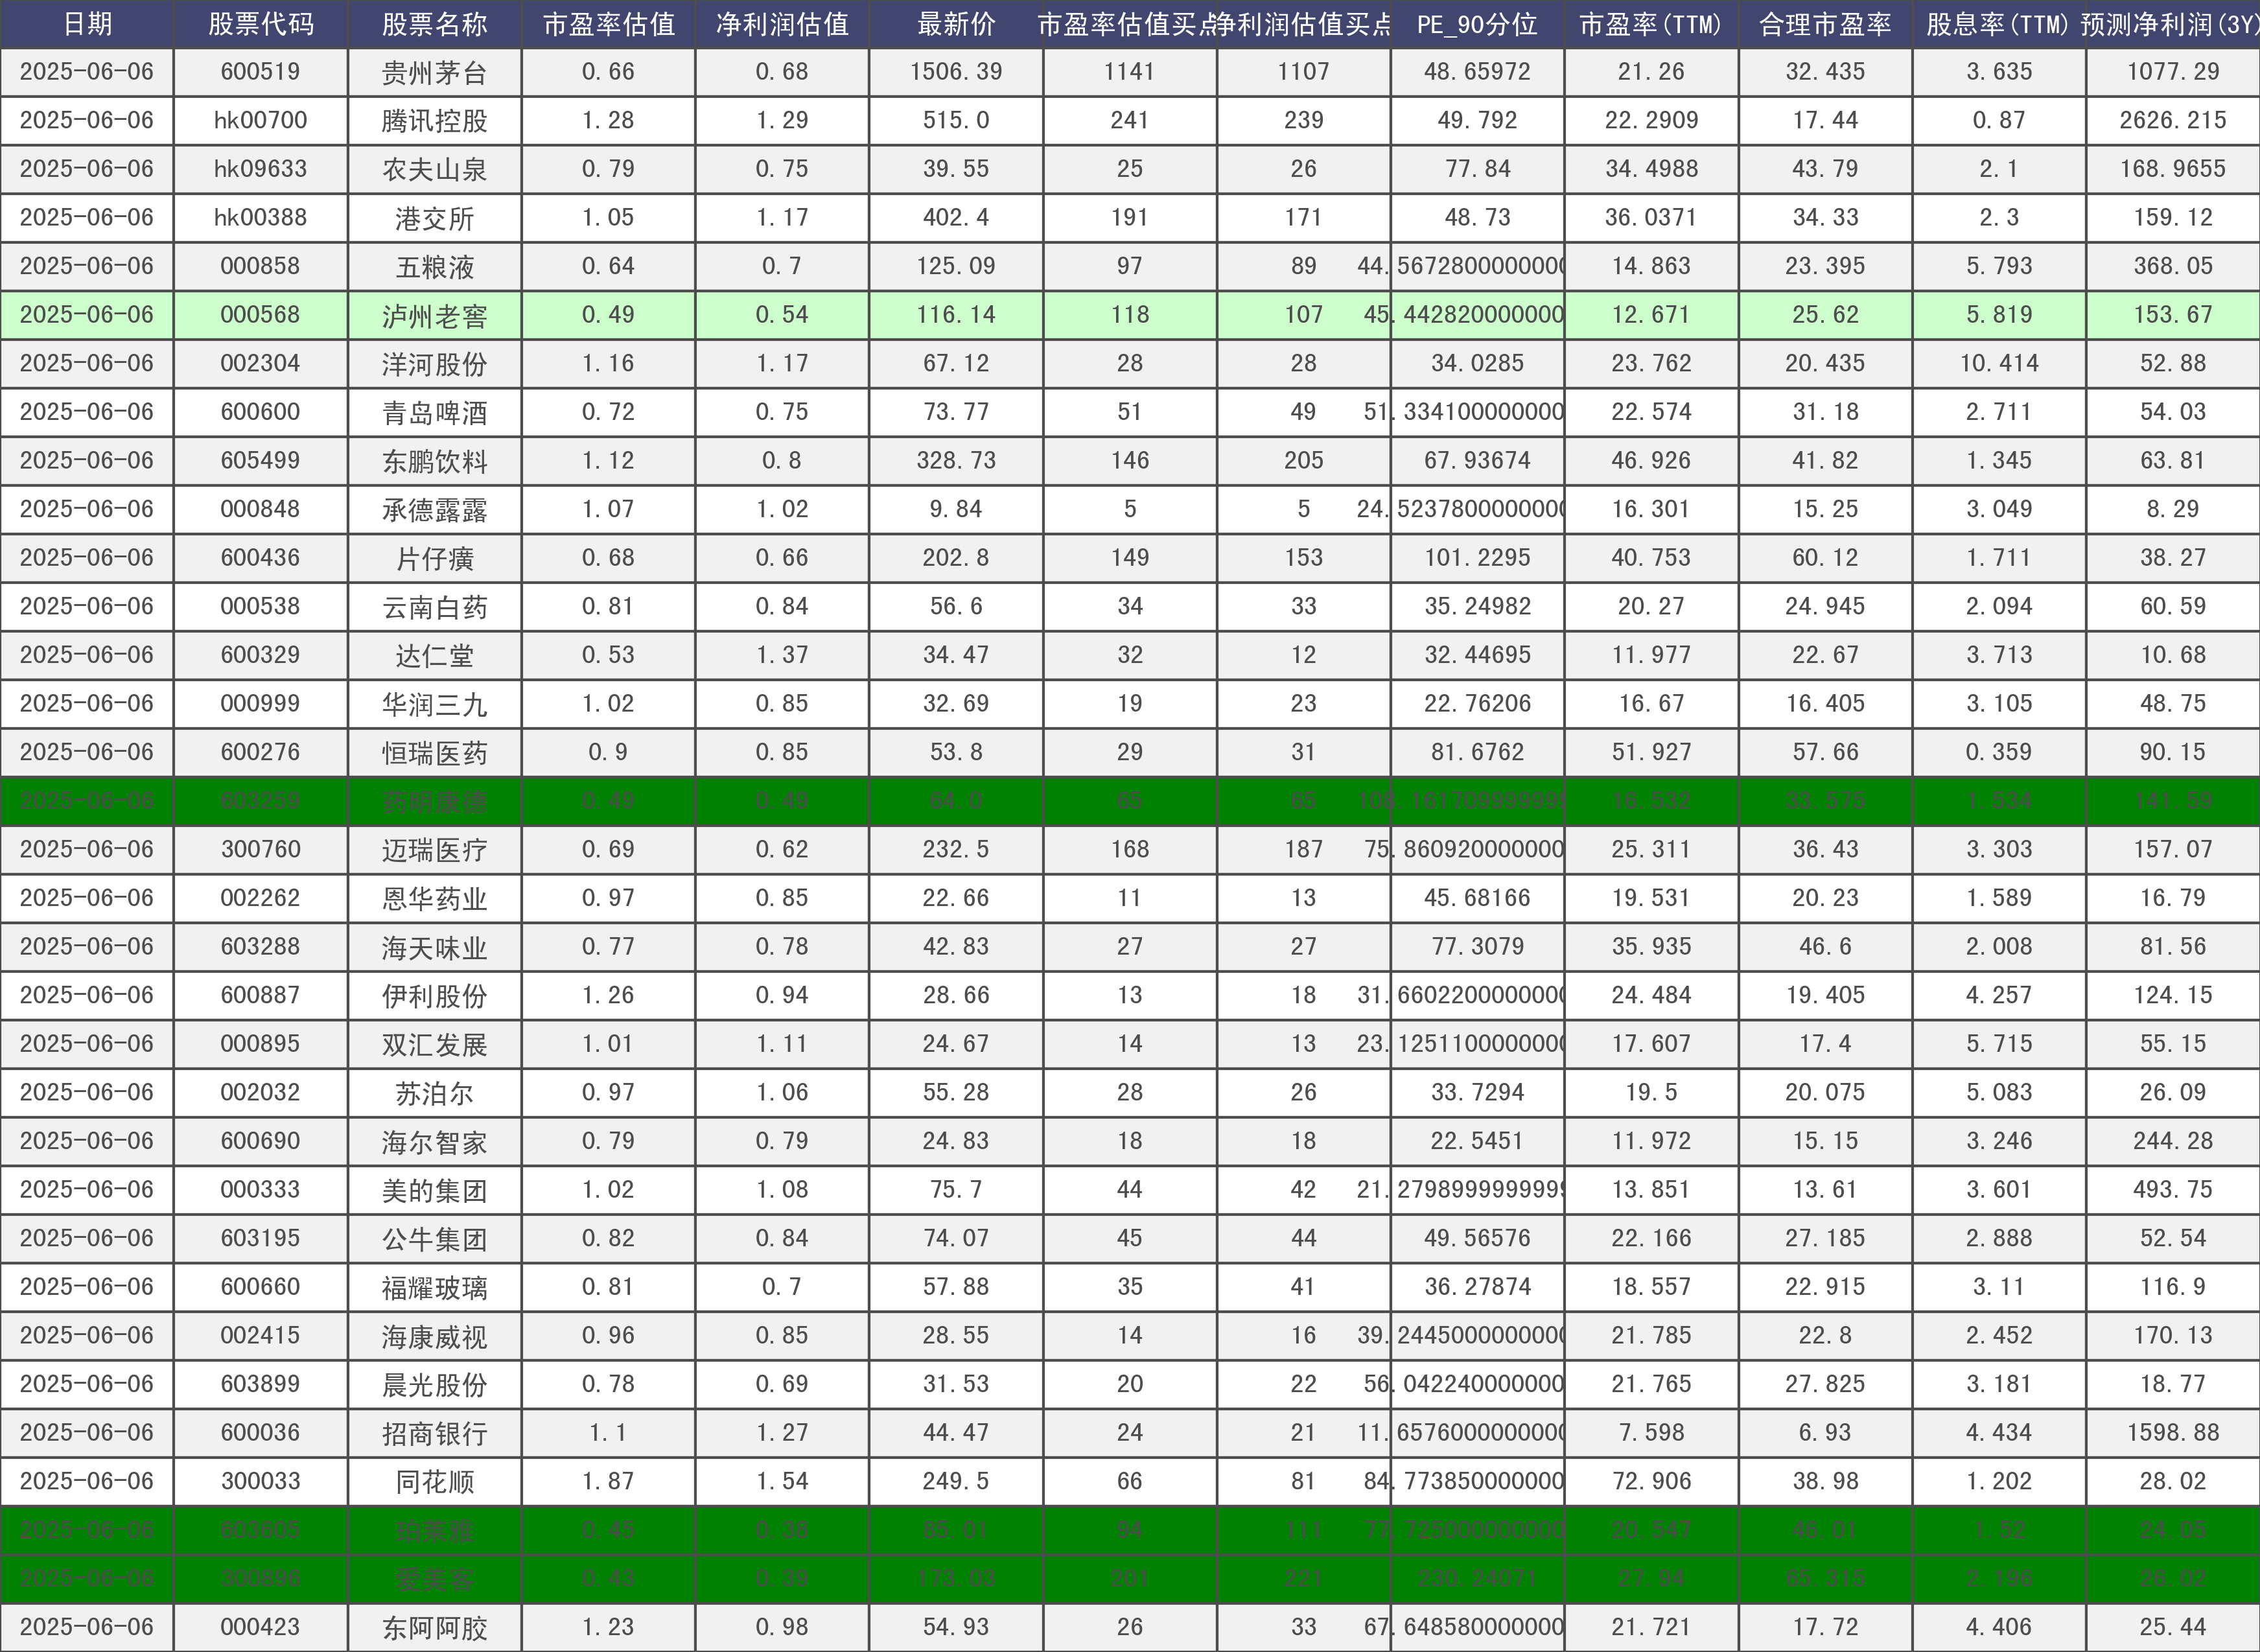 日期 股票代码 股票名称 市盈率估值 净利润估值 最新价 市盈率估值买点 净利润估值买点 PE_90分位 市盈率(TTM) 合理市盈率 股息率(TTM) 预测净利润(3Y)
2025-06-06 600519 贵州茅台 0.66 0.68 1506.39 1141 1107 48.65972 21.26 32.435 3.635 1077.29
2025-06-06 hk00700 腾讯控股 1.28 1.29 515.0 241 239 49.792 22.2909 17.44 0.87 2626.215
2025-06-06 hk09633 农夫山泉 0.79 0.75 39.55 25 26 77.84 34.4988 43.79 2.1 168.9655
2025-06-06 hk00388 港交所 1.05 1.17 402.4 191 171 48.73 36.0371 34.33 2.3 159.12
2025-06-06 000858 五粮液 0.64 0.7 125.09 97 89 44.5672800000000 14.863 23.395 5.793 368.05
2025-06-06 000568 泸州老窖 0.49 0.54 116.14 118 107 45.442820000000 12.671 25.62 5.819 153.67
2025-06-06 002304 洋河股份 1.16 1.17 67.12 28 28 34.0285 23.762 20.435 10.414 52.88
2025-06-06 600600 青岛啤酒 0.72 0.75 73.77 51 49 51.334100000000 22.574 31.18 2.711 54.03
2025-06-06 605499 东鹏饮料 1.12 0.8 328.73 146 205 67.93674 46.926 41.82 1.345 63.81
2025-06-06 000848 承德露露 1.07 1.02 9.84 5 5 24.5237800000000 16.301 15.25 3.049 8.29
2025-06-06 600436 片仔癀 0.68 0.66 202.8 149 153 101.2295 40.753 60.12 1.711 38.27
2025-06-06 000538 云南白药 0.81 0.84 56.6 34 33 35.24982 20.27 24.945 2.094 60.59
2025-06-06 600329 达仁堂 0.53 1.37 34.47 32 12 32.44695 11.977 22.67 3.713 10.68
2025-06-06 000999 华润三九 1.02 0.85 32.69 19 23 22.76206 16.67 16.405 3.105 48.75
2025-06-06 600276 恒瑞医药 0.9 0.85 53.8 29 31 81.6762 51.927 57.66 0.359 90.15
2025-06-06 603259 药明康德 0.49 0.49 64.0 65 65 108.161709999999 16.532 33.575 1.534 141.59
2025-06-06 300760 迈瑞医疗 0.69 0.62 232.5 168 187 75.860920000000 25.311 36.43 3.303 157.07
2025-06-06 002262 恩华药业 0.97 0.85 22.66 11 13 45.68166 19.531 20.23 1.589 16.79
2025-06-06 603288 海天味业 0.77 0.78 42.83 27 27 77.3079 35.935 46.6 2.008 81.56
2025-06-06 600887 伊利股份 1.26 0.94 28.66 13 18 31.6602200000000 24.484 19.405 4.257 124.15
2025-06-06 000895 双汇发展 1.01 1.11 24.67 14 13 23.1251100000000 17.607 17.4 5.715 55.15
2025-06-06 002032 苏泊尔 0.97 1.06 55.28 28 26 33.7294 19.5 20.075 5.083 26.09
2025-06-06 600690 海尔智家 0.79 0.79 24.83 18 18 22.5451 11.972 15.15 3.246 244.28
2025-06-06 000333 美的集团 1.02 1.08 75.7 44 42 21.2798999999999 13.851 13.61 3.601 493.75
2025-06-06 603195 公牛集团 0.82 0.84 74.07 45 44 49.56576 22.166 27.185 2.888 52.54
2025-06-06 600660 福耀玻璃 0.81 0.7 57.88 35 41 36.27874 18.557 22.915 3.11 116.9
2025-06-06 002415 海康威视 0.96 0.85 28.55 14 16 39.2445000000000 21.785 22.8 2.452 170.13
2025-06-06 603899 晨光股份 0.78 0.69 31.53 20 22 56.042240000000 21.765 27.825 3.181 18.77
2025-06-06 600036 招商银行 1.1 1.27 44.47 24 21 11.6576000000000 7.598 6.93 4.434 1598.88
2025-06-06 300033 同花顺 1.87 1.54 249.5 66 81 84.773850000000 72.906 38.98 1.202 28.02
2025-06-06 603605 珀莱雅 0.45 0.38 85.01 94 111 77.725000000000 20.547 46.01 1.52 24.05
2025-06-06 300896 爱美客 0.43 0.39 173.03 201 221 230.24071 27.94 65.315 2.196 26.02
2025-06-06 000423 东阿阿胶 1.23 0.98 54.93 26 33 67.648580000000 21.721 17.72 4.406 25.44